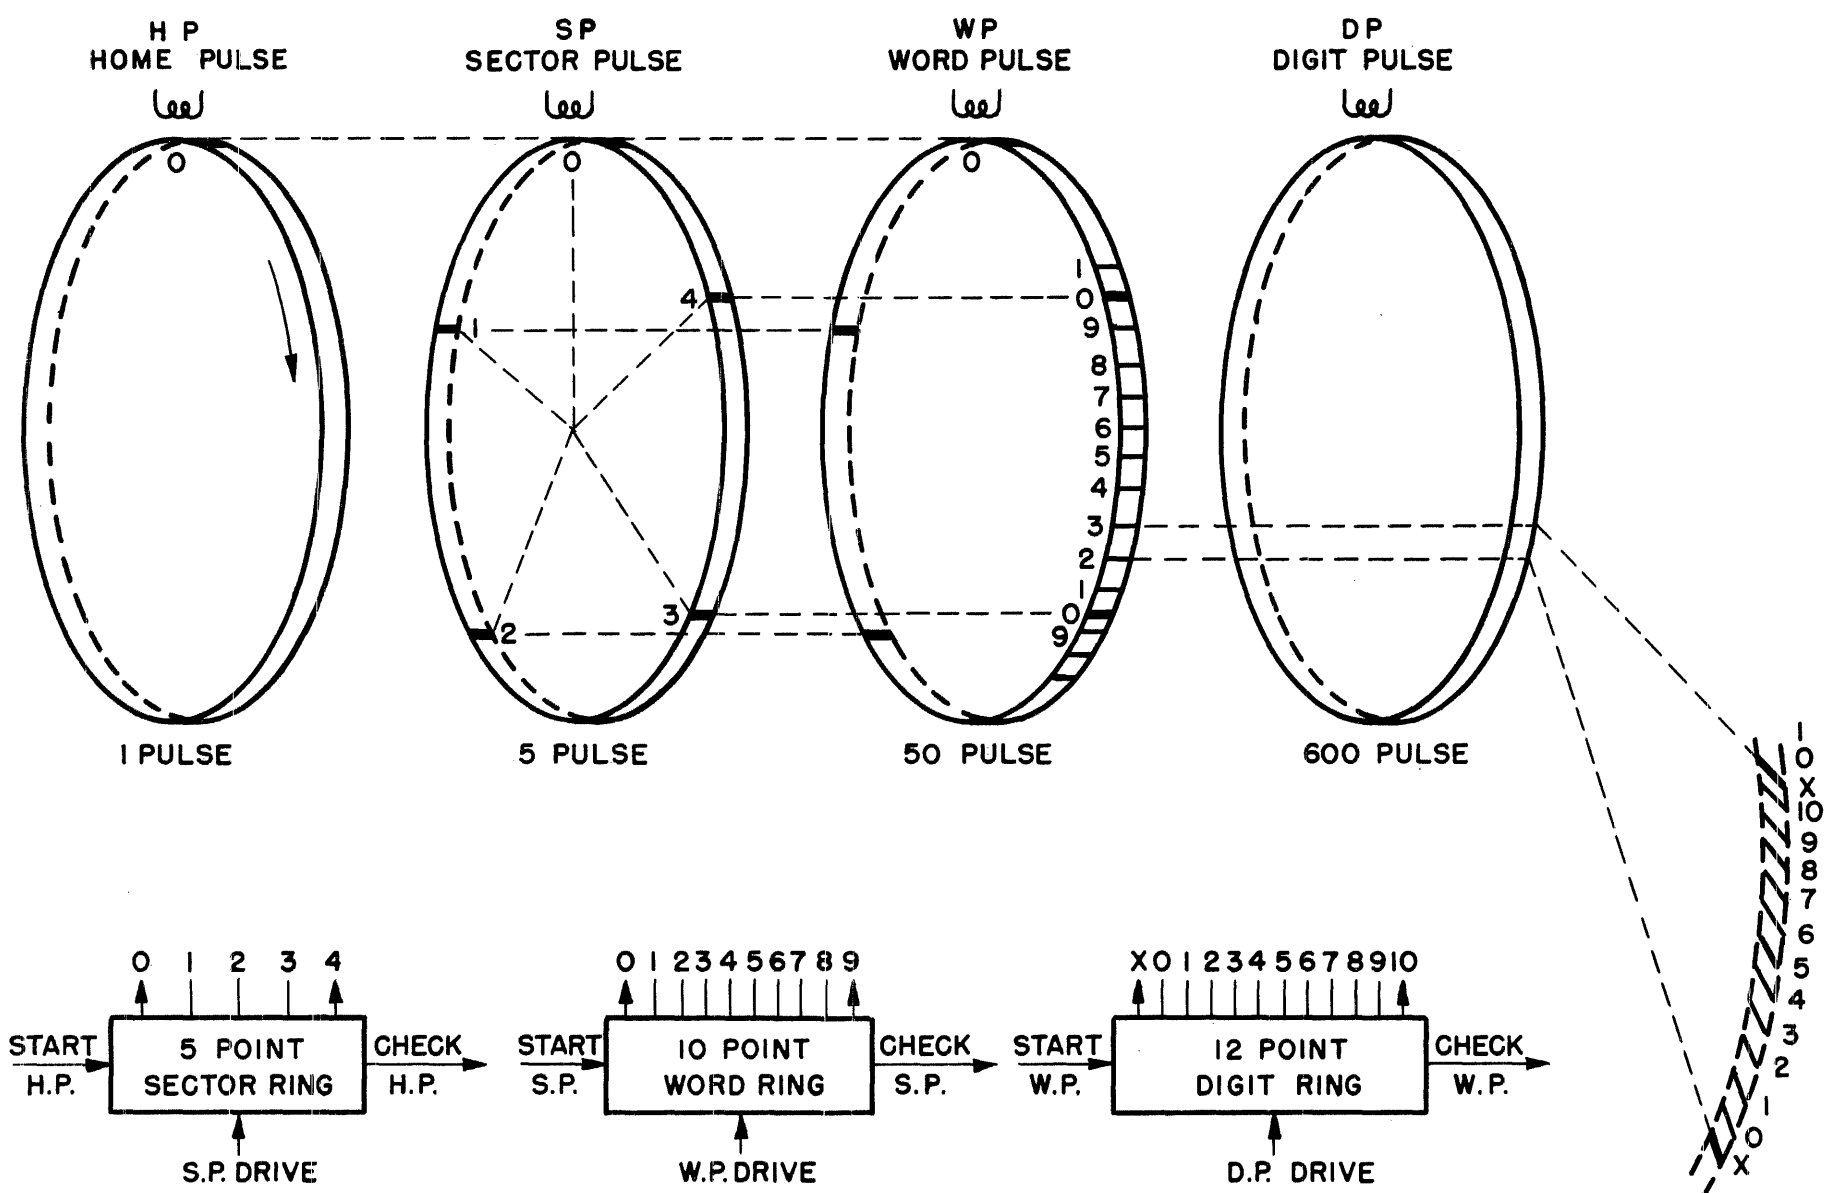 H P
HOME PULSE
SP
SECTOR PULSE
WP
WORD PULSE
DP
DIGIT PULSE
0
0
1
2
3
4
0
1
0
9
8
7
6
5
4
3
2
1
0
9
1 PULSE
5 PULSE
50 PULSE
600 PULSE
1
0
X
10
9
8
7
6
5
4
3
2
1
0
X
0 1 2 3 4
START
H.P.
5 POINT
SECTOR RING
CHECK
H.P.
S.P. DRIVE
0 1 2 3 4 5 6 7 8 9
START
S.P.
10 POINT
WORD RING
CHECK
S.P.
W.P. DRIVE
X 0 1 2 3 4 5 6 7 8 9 10
START
W.P.
12 POINT
DIGIT RING
CHECK
W.P.
D.P. DRIVE